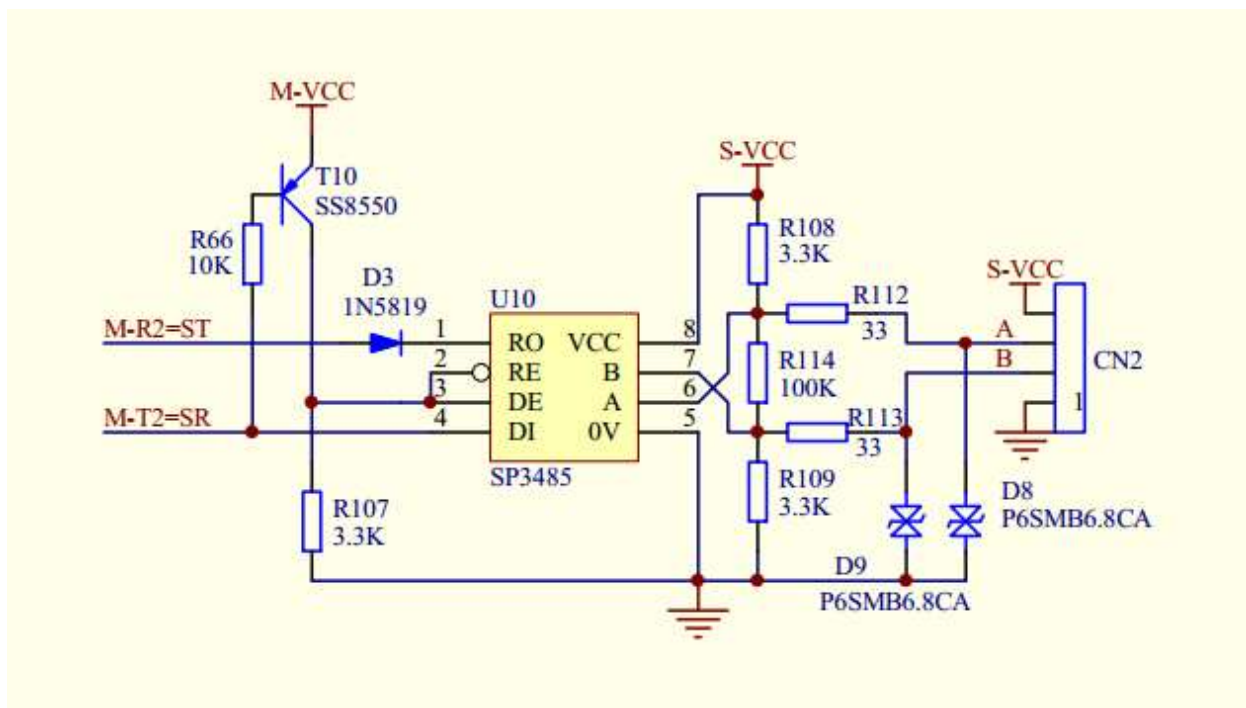 M-VCC
T10
SS8550
R66
10K
D3
1N5819
M-R2=ST
M-T2=SR
U10
1
2
3
4
RO
RE
DE
DI
VCC
B
A
0V
8
7
6
5
SP3485
R107
3.3K
S-VCC
R108
3.3K
R112
33
R114
100K
R113
33
R109
3.3K
S-VCC
A
B
CN2
1
D8
P6SMB6.8CA
D9
P6SMB6.8CA